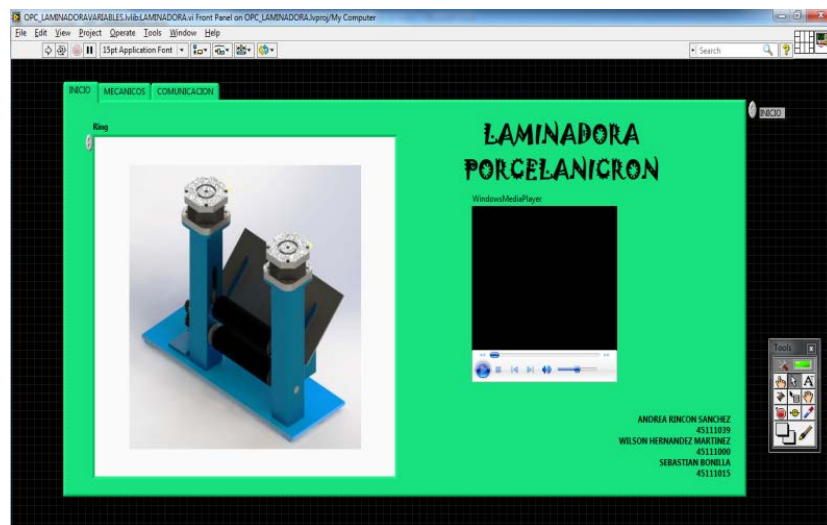 OPC_LAMINADORAVARIABLES.lvlib:LAMINADORA.vi Front Panel on OPC_LAMINADORA.lvproj/My Computer
File Edit View Project Operate Tools Window Help
15pt Application Font
Search
INICIO MECANICOS COMUNICACION
INICIO
Ring
LAMINADORA
PORCELANICRON
WindowsMediaPlayer
Tools
ANDREA RINCON SANCHEZ
45111039
WILSON HERNANDEZ MARTINEZ
45111000
SEBASTIAN BONILLA
45111015